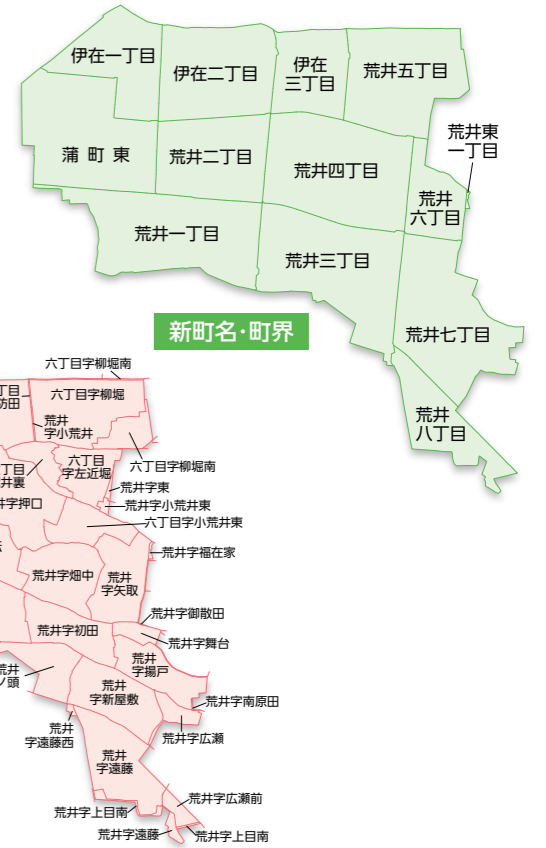 伊在一丁目
伊在二丁目
伊在
三丁目
荒井五丁目
荒井東
一丁目
蒲町東
荒井二丁目
荒井四丁目
荒井
六丁目
荒井一丁目
荒井三丁目
荒井七丁目
荒井
八丁目
新町名・町界
六丁目字柳堀南
六丁目字柳堀
荒井
字小荒井
六丁目字柳堀南
六丁目
字左近堀
荒井字東
荒井字小荒井東
字押口
六丁目字小荒井東
荒井字福在家
荒井字畑中
荒井
字矢取
荒井字御散田
荒井字初田
荒井字舞台
荒井
字揚戸
荒井
ノ頭
荒井
字新屋敷
荒井字南原田
荒井
字遠藤西
荒井字広瀬
荒井
字遠藤
荒井字広瀬前
荒井字上目南
荒井字遠藤
荒井字上目南